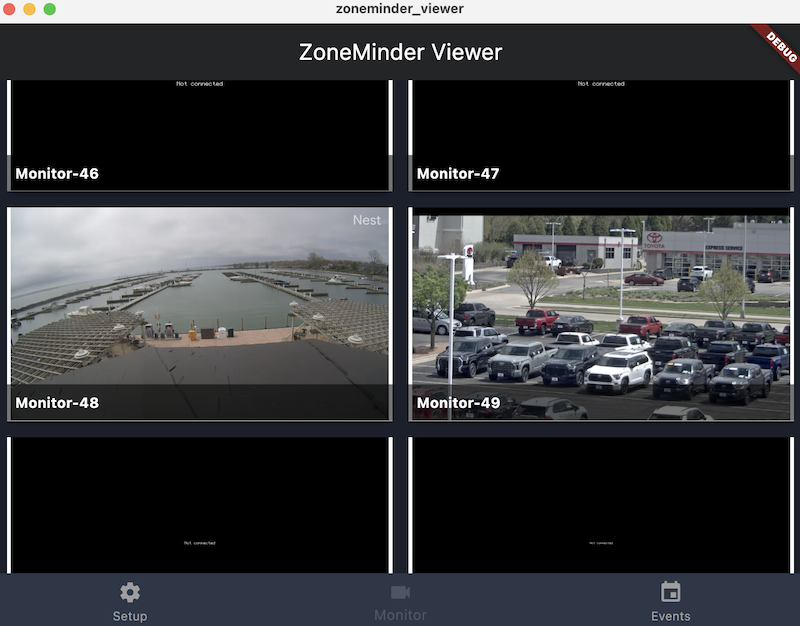 zoneminder_viewer
ZoneMinder Viewer
DEBUG
Not connected
Not connected
Monitor-46
Monitor-47
Nest
TOYOTA
EXPRESS SERVICE
Monitor-48
Monitor-49
Not connected
Not connected
Setup
Monitor
Events